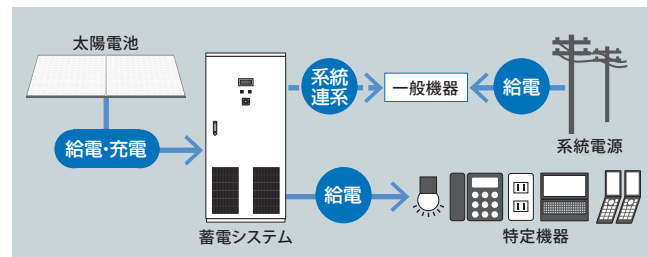 太陽電池
給電・充電
蓄電システム
系統
連系
一般機器
給電
系統電源
給電
特定機器